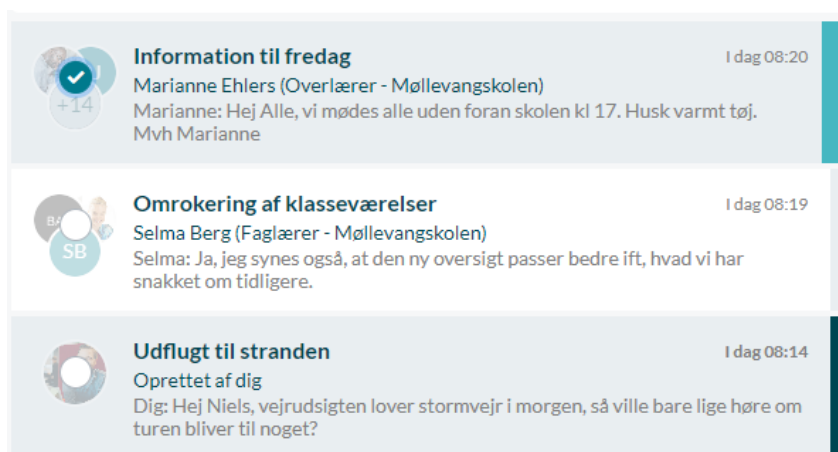 Information til fredag
I dag 08:20
Marianne Ehlers (Overlærer - Møllevangskolen)
+14
Marianne: Hej Alle, vi mødes alle uden foran skolen kl 17. Husk varmt tøj.
Mvh Marianne
Omrokering af klasseværelser
I dag 08:19
Selma Berg (Faglærer - Møllevangskolen)
SB
Selma: Ja, jeg synes også, at den ny oversigt passer bedre ift, hvad vi har
snakket om tidligere.
Udflugt til stranden
I dag 08:14
Oprettet af dig
Dig: Hej Niels, vejrudsigten lover stormvejr i morgen, så ville bare lige høre om
turen bliver til noget?